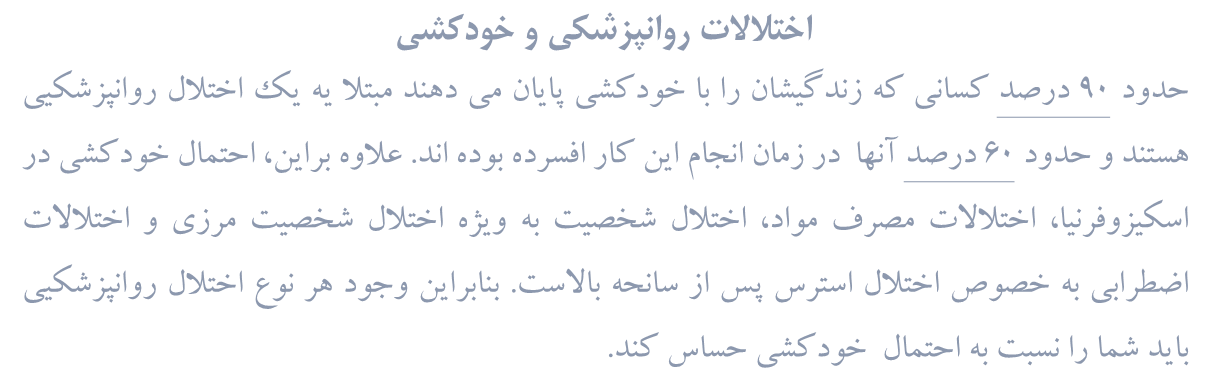 اختلالات روانپزشکی و خودکشی
حدود ۹۰ درصد کسانی که زندگیشان را با خودکشی پایان می دهند مبتلا یه یک اختلال روانپزشکیی
هستند و حدود ۶۰ درصد آنها در زمان انجام این کار افسرده بوده اند. علاوه براین، احتمال خودکشی در
اسکیزوفرنیا، اختلالات مصرف مواد، اختلال شخصیت به ویژه اختلال شخصیت مرزی و اختلالات
اضطرابی به خصوص اختلال استرس پس از سانحه بالاست. بنابراین وجود هر نوع اختلال روانپزشکیی
باید شما را نسبت به احتمال خودکشی حساس کند.